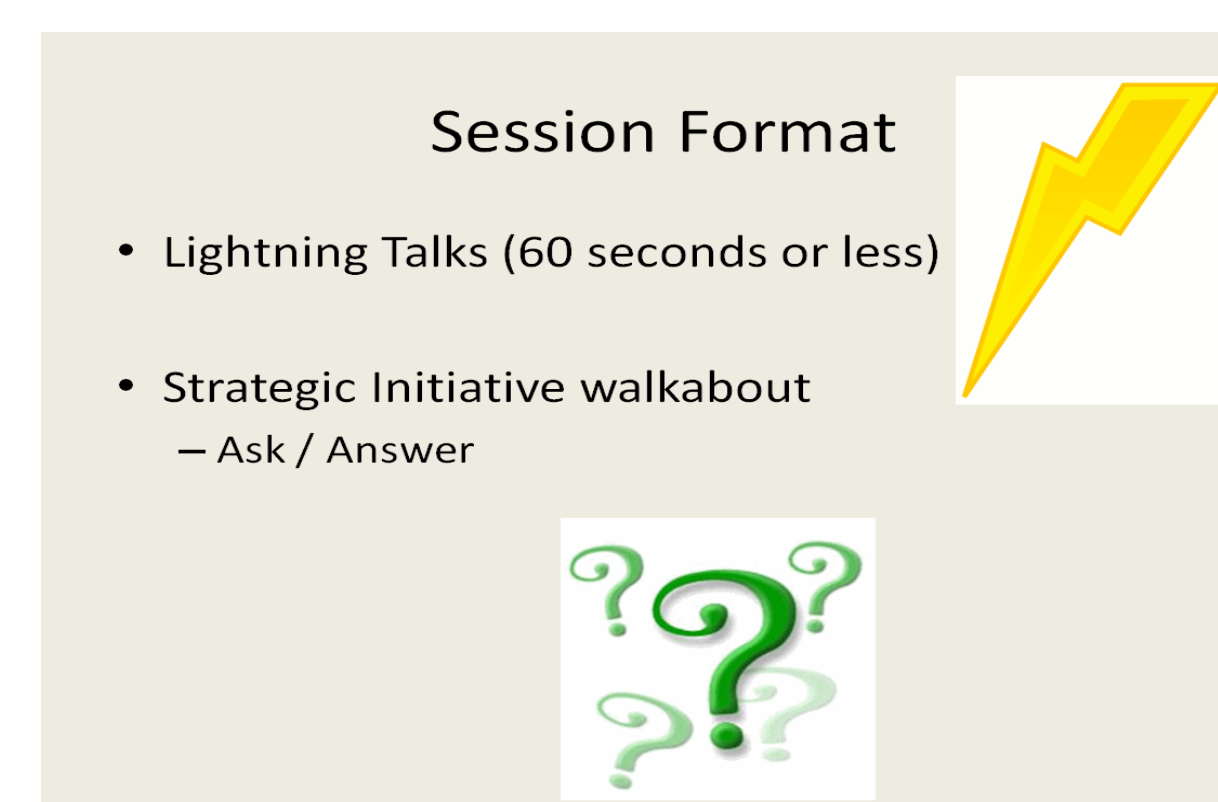 Session Format
• Lightning Talks (60 seconds or less)
• Strategic Initiative walkabout
– Ask / Answer